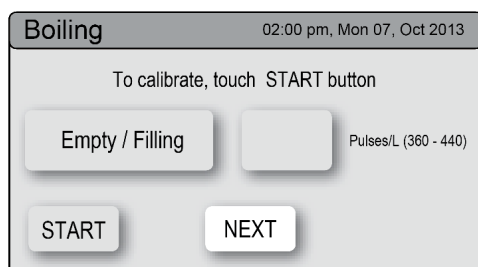 Boiling 02:00 pm, Mon 07, Oct 2013
To calibrate, touch START button
Empty / Filling Pulses/L (360 - 440)
START NEXT